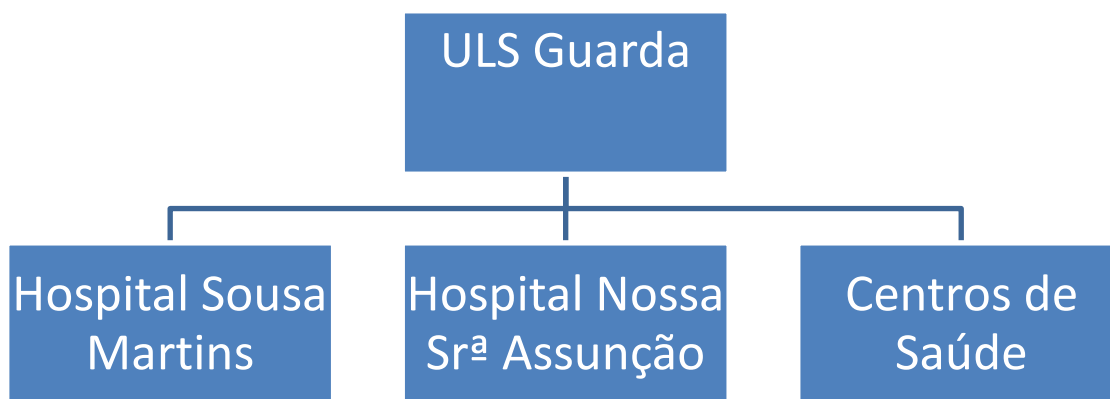 ULS Guarda
Hospital Sousa
Martins
Hospital Nossa
Srª Assunção
Centros de
Saúde